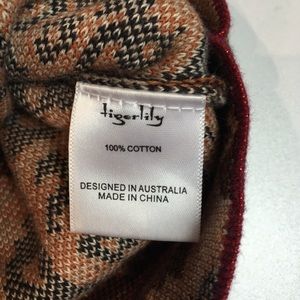 tigerlily
100% COTTON
DESIGNED IN AUSTRALIA
MADE IN CHINA